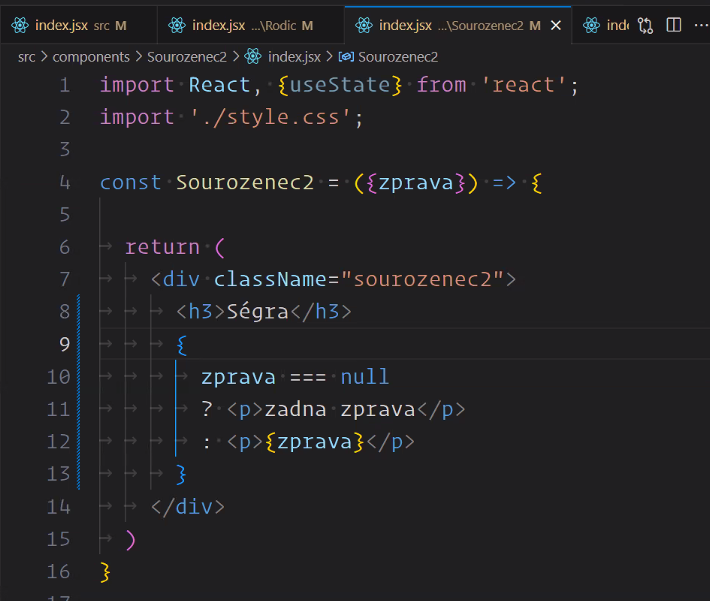 index.jsx src M index.jsx ...\Rodic M index.jsx ...\Sourozenec2 M ind
src > components > Sourozenec2 > index.jsx > Sourozenec2
1 import React, {useState} from 'react';
2 import './style.css';
3
4 const Sourozenec2 = ({zprava}) => {
5
6 return (
7 <div className="sourozenec2">
8 <h3>Ségra</h3>
9 {
10 zprava === null
11 ? <p>zadna zprava</p>
12 : <p>{zprava}</p>
13 }
14 </div>
15 )
16 }
17